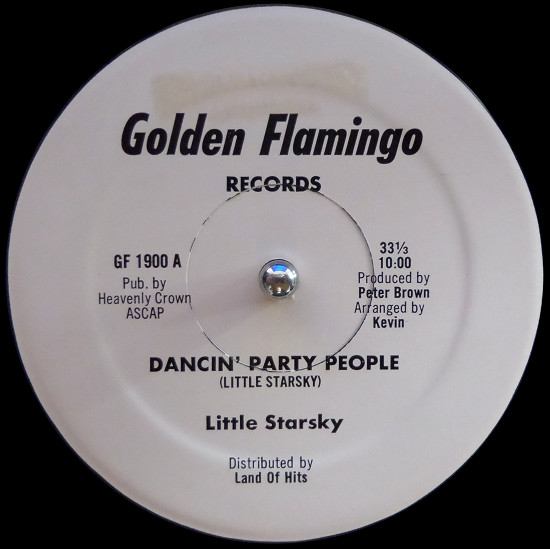 Golden Flamingo
RECORDS
GF 1900 A
Pub. by
Heavenly Crown
ASCAP
33⅓
10:00
Produced by
Peter Brown
Arranged by
Kevin
DANCIN' PARTY PEOPLE
(LITTLE STARSKY)
Little Starsky
Distributed by
Land Of Hits